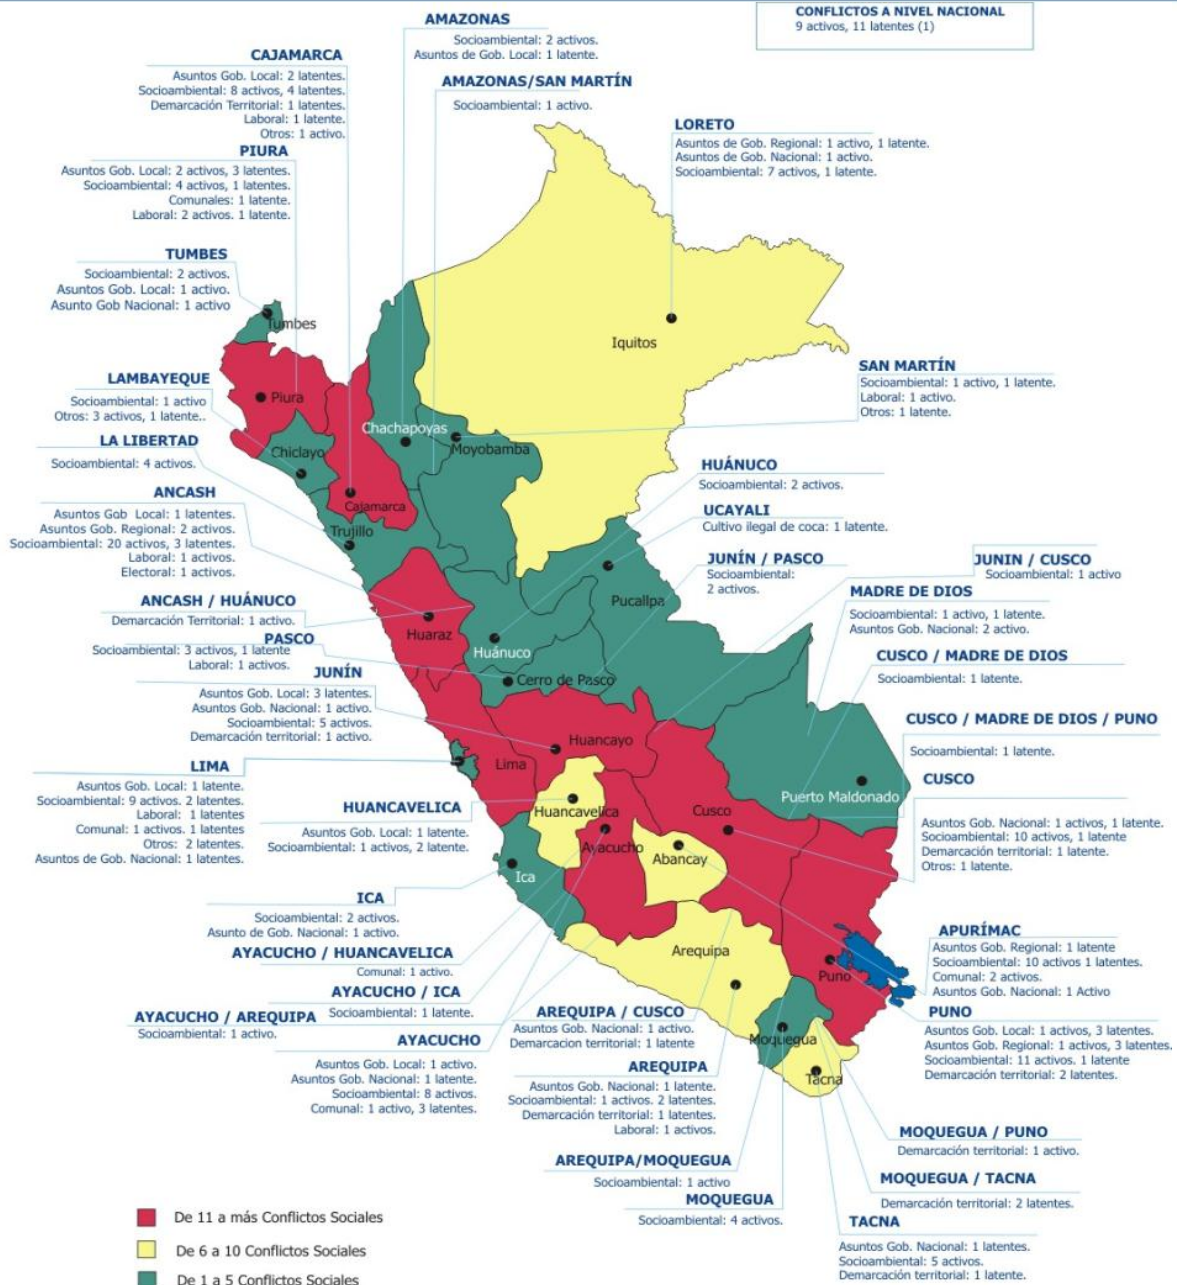 CONFLICTOS A NIVEL NACIONAL
9 activos, 11 latentes (1)
AMAZONAS
Socioambiental: 2 activos.
Asuntos de Gob. Local: 1 latente.
CAJAMARCA
Asuntos Gob. Local: 2 latentes.
Socioambiental: 8 activos, 4 latentes.
Demarcación Territorial: 1 latentes.
Laboral: 1 latente.
Otros: 1 activo.
AMAZONAS/SAN MARTÍN
Socioambiental: 1 activo.
LORETO
Asuntos de Gob. Regional: 1 activo, 1 latente.
Asuntos de Gob. Nacional: 1 activo.
Socioambiental: 7 activos, 1 latente.
PIURA
Asuntos Gob. Local: 2 activos, 3 latentes.
Socioambiental: 4 activos, 1 latentes.
Comunales: 1 latente.
Laboral: 2 activos. 1 latente.
TUMBES
Socioambiental: 2 activos.
Asuntos Gob. Local: 1 activo.
Asunto Gob Nacional: 1 activo
LAMBAYEQUE
Socioambiental: 1 activo
Otros: 3 activos, 1 latente..
SAN MARTÍN
Socioambiental: 1 activo, 1 latente.
Laboral: 1 activo.
Otros: 1 latente.
LA LIBERTAD
Socioambiental: 4 activos.
HUÁNUCO
Socioambiental: 2 activos.
ANCASH
Asuntos Gob  Local: 1 latentes.
Asuntos Gob. Regional: 2 activos.
Socioambiental: 20 activos, 3 latentes.
Laboral: 1 activos.
Electoral: 1 activos.
UCAYALI
Cultivo ilegal de coca: 1 latente.
JUNÍN / PASCO
Socioambiental:
2 activos.
JUNIN / CUSCO
Socioambiental: 1 activo
MADRE DE DIOS
Socioambiental: 1 activo, 1 latente.
Asuntos Gob. Nacional: 2 activo.
ANCASH / HUÁNUCO
Demarcación Territorial: 1 activo.
PASCO
Socioambiental: 3 activos, 1 latente
Laboral: 1 activos.
CUSCO / MADRE DE DIOS
Socioambiental: 1 latente.
JUNÍN
Asuntos Gob. Local: 3 latentes.
Asuntos Gob. Nacional: 1 activo.
Socioambiental: 5 activos.
Demarcación territorial: 1 activo.
CUSCO / MADRE DE DIOS / PUNO
Socioambiental: 1 latente.
LIMA
Asuntos Gob. Local: 1 latente.
Socioambiental: 9 activos. 2 latentes.
Laboral:  1 latentes
Comunal: 1 activos. 1 latentes
Otros:  2 latentes.
Asuntos de Gob. Nacional: 1 latentes.
CUSCO
Asuntos Gob. Nacional: 1 activos, 1 latente.
Socioambiental: 10 activos, 1 latente
Demarcación territorial: 1 latente.
Otros: 1 latente.
HUANCAVELICA
Asuntos Gob. Local: 1 latente.
Socioambiental: 1 activos, 2 latente.
ICA
Socioambiental: 2 activos.
Asunto de Gob. Nacional: 1 activo.
APURÍMAC
Asuntos Gob. Regional: 1 latente
Socioambiental: 10 activos 1 latentes.
Comunal: 2 activos.
Asuntos Gob. Nacional: 1 Activo
AYACUCHO / HUANCAVELICA
Comunal: 1 activo.
AYACUCHO / ICA
Socioambiental: 1 latente.
AYACUCHO / AREQUIPA
Socioambiental: 1 activo.
AREQUIPA / CUSCO
Asuntos Gob. Nacional: 1 activo.
Demarcacion territorial: 1 latente
PUNO
Asuntos Gob. Local: 1 activos, 3 latentes.
Asuntos Gob. Regional: 1 activos, 3 latentes.
Socioambiental: 11 activos. 1 latente
Demarcación territorial: 2 latentes.
AYACUCHO
Asuntos Gob. Local: 1 activo.
Asuntos Gob. Nacional: 1 latente.
Socioambiental: 8 activos.
Comunal: 1 activo, 3 latentes.
AREQUIPA
Asuntos Gob. Nacional: 1 latente.
Socioambiental: 1 activos. 2 latentes.
Demarcación territorial: 1 latentes.
Laboral: 1 activos.
MOQUEGUA / PUNO
Demarcación territorial: 1 activo.
AREQUIPA/MOQUEGUA
Socioambiental: 1 activo
MOQUEGUA / TACNA
Demarcación territorial: 2 latentes.
MOQUEGUA
Socioambiental: 4 activos.
TACNA
Asuntos Gob. Nacional: 1 latentes.
Socioambiental: 5 activos.
Demarcación territorial: 1 latente.
Tumbes
Iquitos
Piura
Chachapoyas
Moyobamba
Chiclayo
Cajamarca
Trujillo
Pucallpa
Huaraz
Huánuco
Cerro de Pasco
Huancayo
Lima
Puerto Maldonado
Huancavelica
Cusco
Ayacucho
Abancay
Ica
Arequipa
Puno
Moquegua
Tacna
De 11 a más Conflictos Sociales
De 6 a 10 Conflictos Sociales
De 1 a 5 Conflictos Sociales